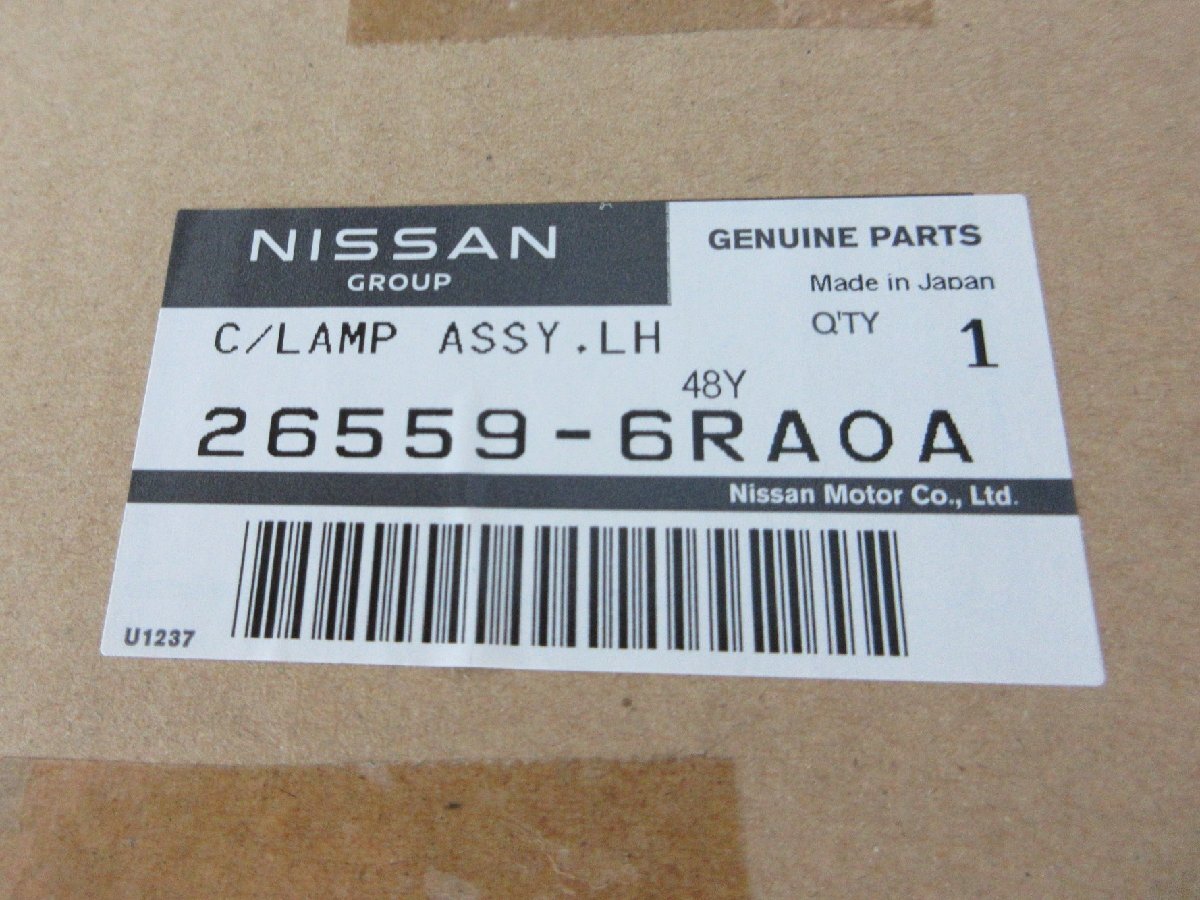 NISSAN
GROUP
GENUINE PARTS
Made in Japan
Q'TY 1
C/LAMP ASSY.LH
48Y
26559-6RA0A
Nissan Motor Co., Ltd.
U1237